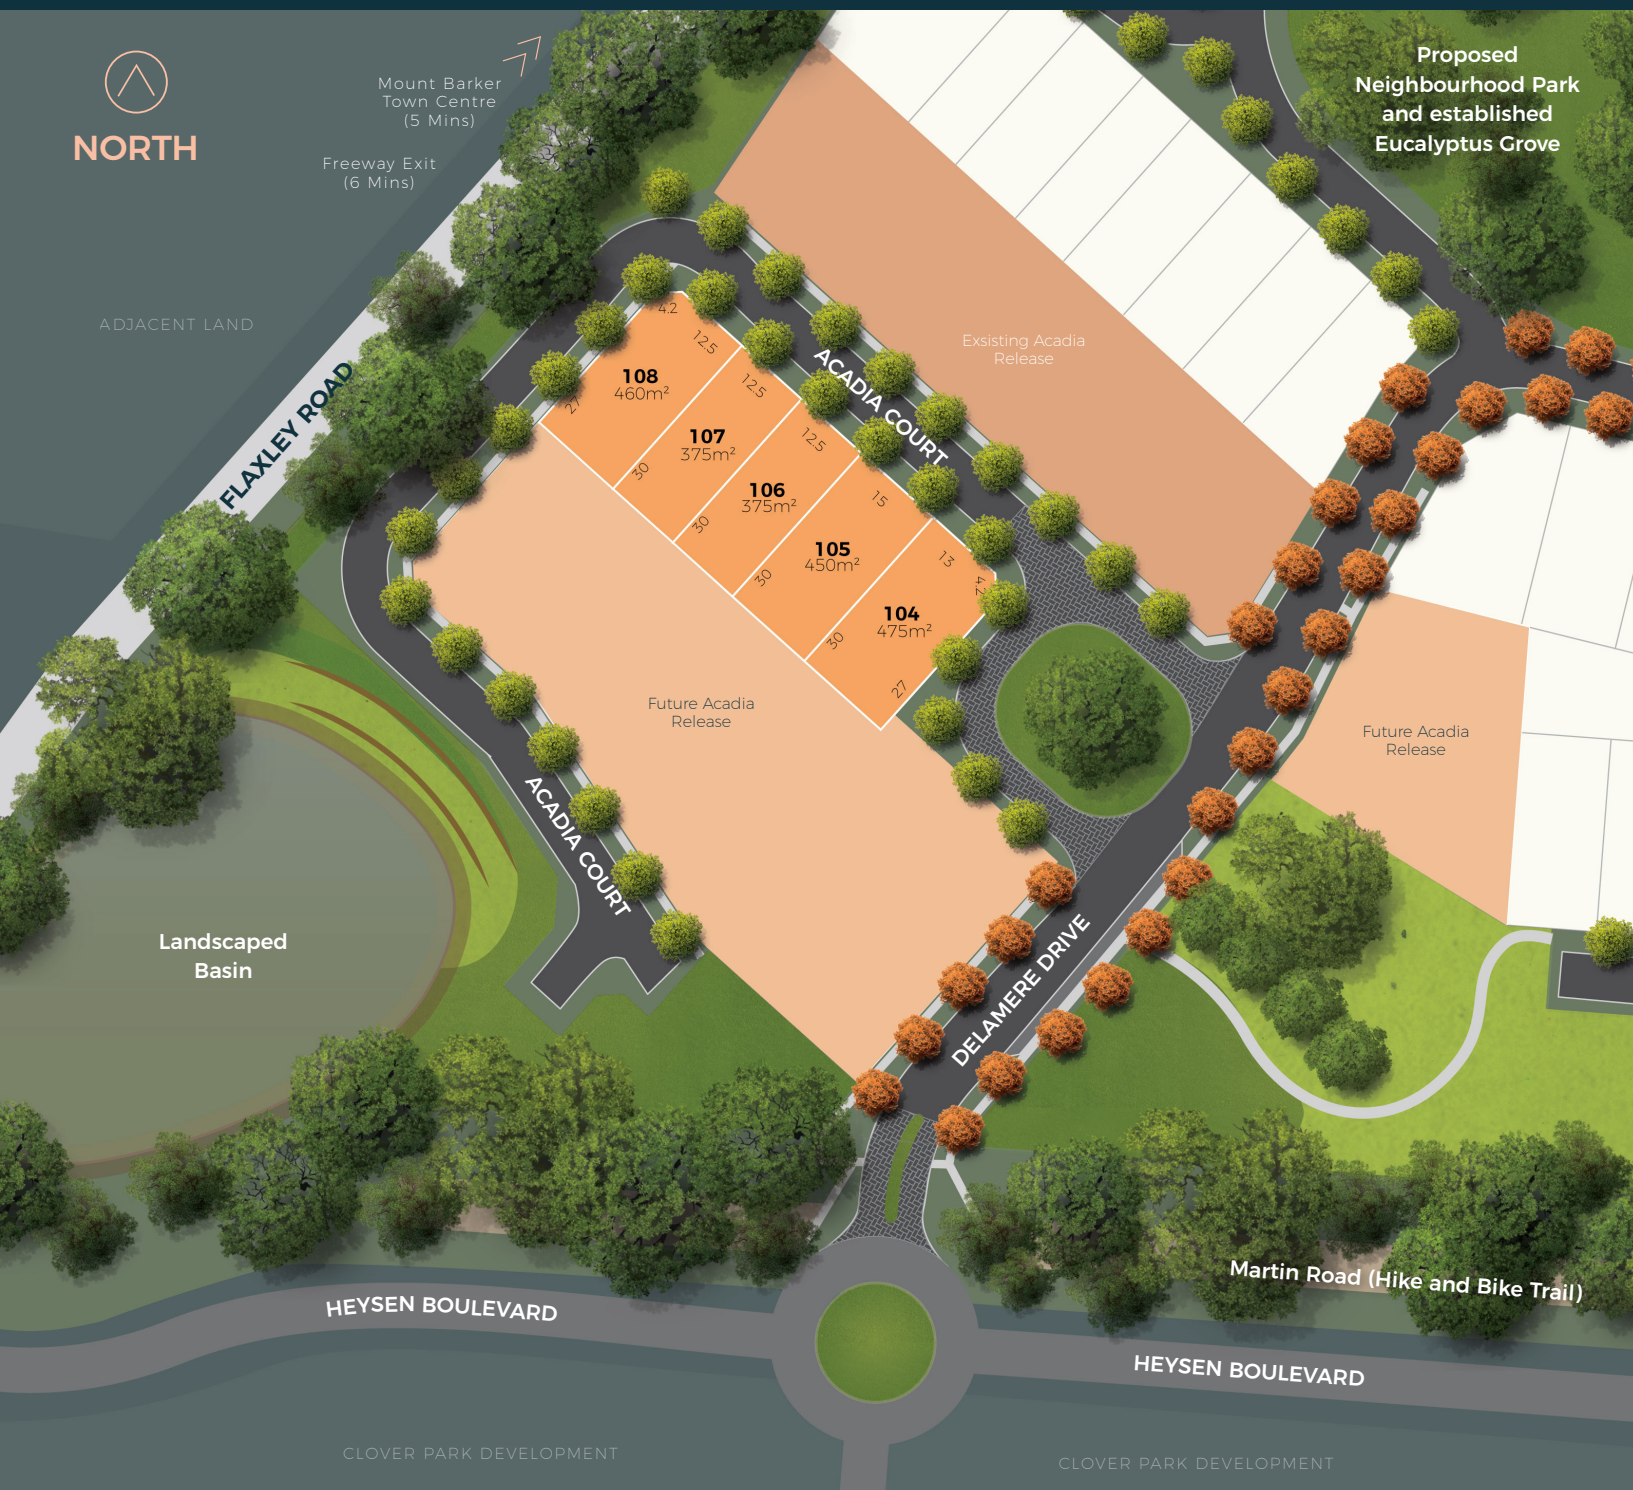 NORTH
Mount Barker
Town Centre
(5 Mins)
Freeway Exit
(6 Mins)
Proposed
Neighbourhood Park
and established
Eucalyptus Grove
ADJACENT LAND
FLAXLEY ROAD
ACADIA COURT
Exsisting Acadia
Release
4.2
12.5
108
460m²
27
12.5
107
375m²
30
12.5
106
375m²
30
15
105
450m²
30
13
4.2
104
475m²
30
27
Future Acadia
Release
Future Acadia
Release
ACADIA COURT
Landscaped
Basin
DELAMERE DRIVE
Martin Road (Hike and Bike Trail)
HEYSEN BOULEVARD
HEYSEN BOULEVARD
CLOVER PARK DEVELOPMENT
CLOVER PARK DEVELOPMENT